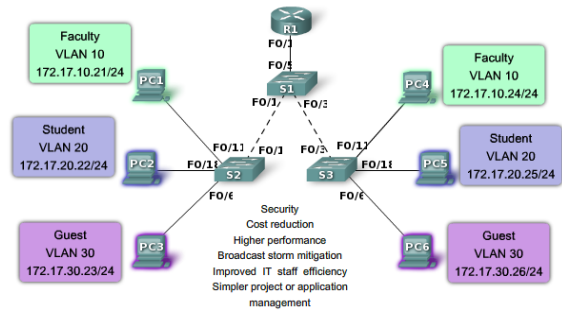 R1
F0/1
F0/5
S1
F0/1
F0/3
Faculty
VLAN 10
172.17.10.21/24
PC1
Faculty
VLAN 10
172.17.10.24/24
PC4
Student
VLAN 20
172.17.20.22/24
PC2
F0/11
F0/18
F0/1
S2
F0/6
F0/3
F0/11
F0/18
S3
F0/6
Student
VLAN 20
172.17.20.25/24
PC5
Guest
VLAN 30
172.17.30.23/24
PC3
Security
Cost reduction
Higher performance
Broadcast storm mitigation
Improved IT staff efficiency
Simpler project or application
management
Guest
VLAN 30
172.17.30.26/24
PC6